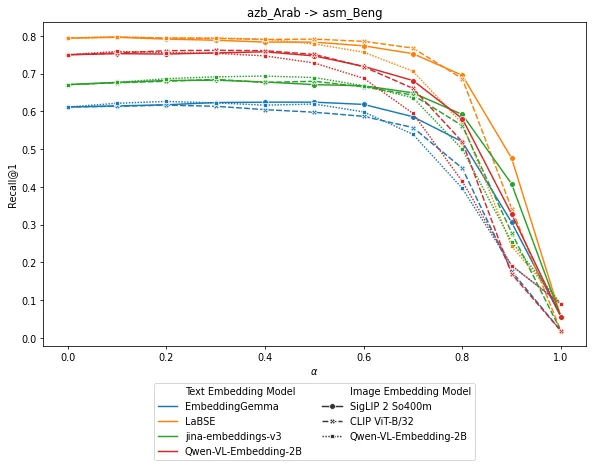 azb_Arab -> asm_Beng
Recall@1
0.8
0.7
0.6
0.5
0.4
0.3
0.2
0.1
0.0
0.0 0.2 0.4 0.6 0.8 1.0
α
Text Embedding Model Image Embedding Model
EmbeddingGemma SigLIP 2 So400m
LaBSE CLIP ViT-B/32
jina-embeddings-v3 Qwen-VL-Embedding-2B
Qwen-VL-Embedding-2B